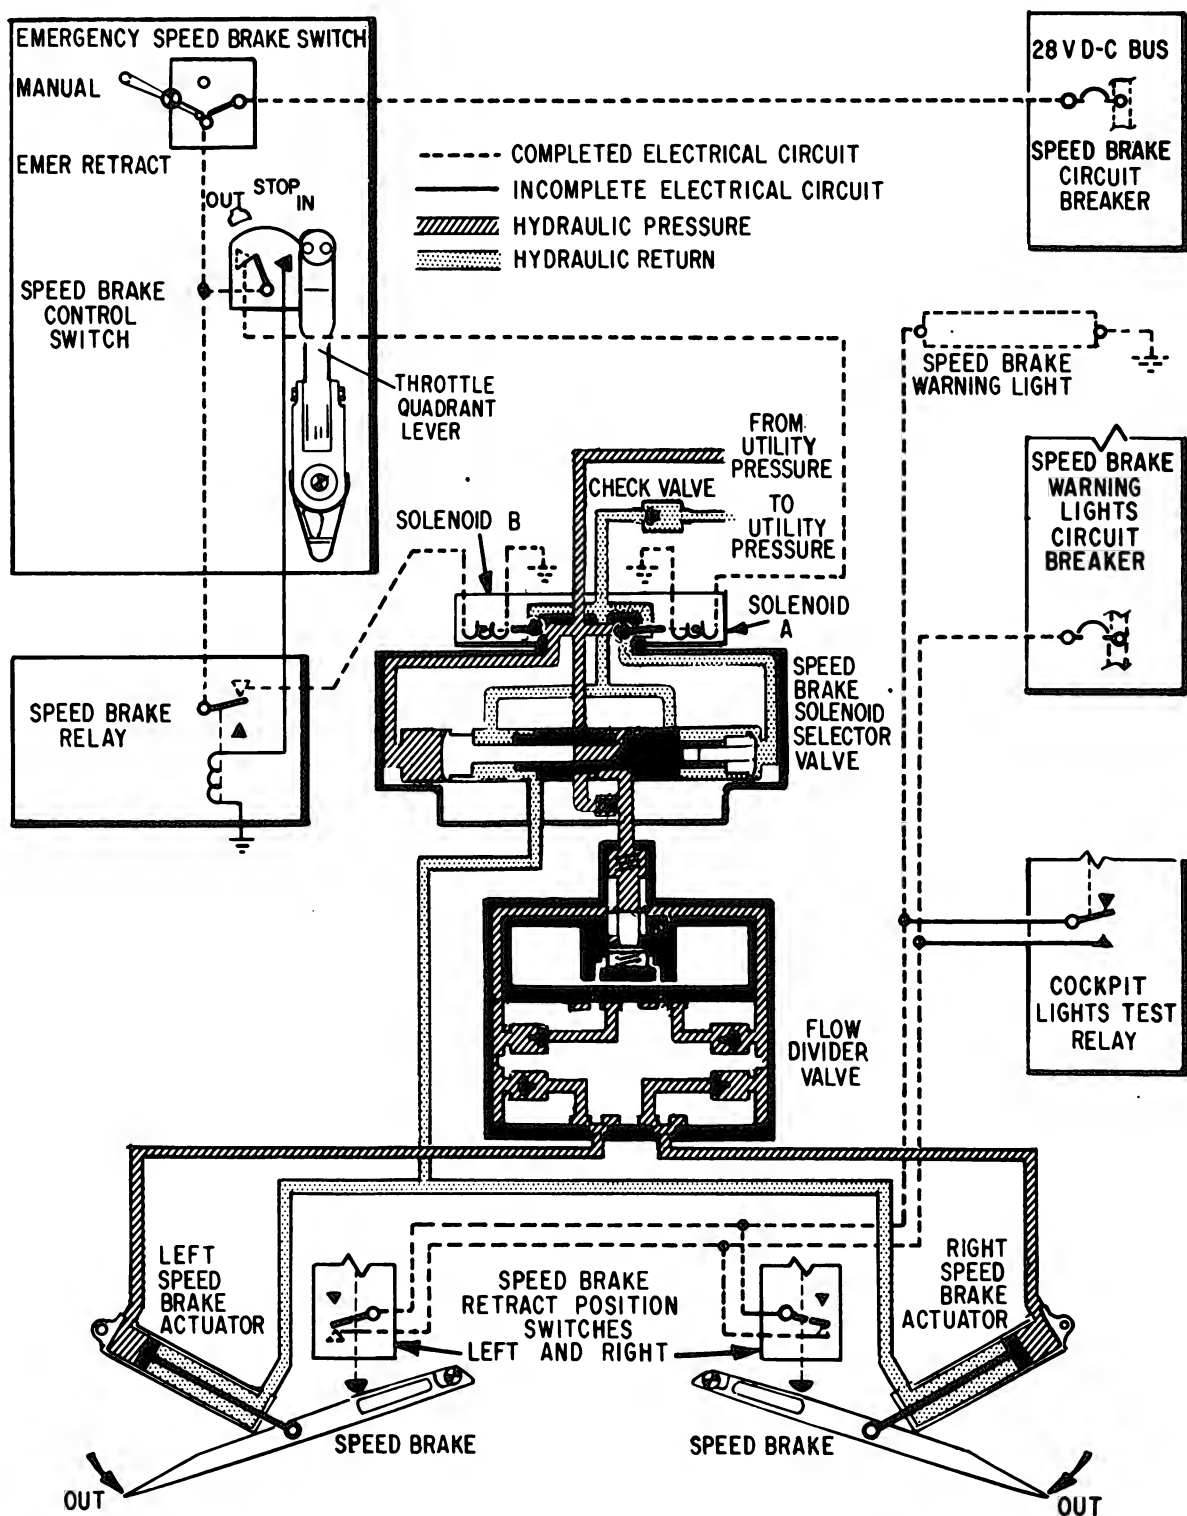 EMERGENCY SPEED BRAKE SWITCH
MANUAL
EMER RETRACT
OUT
STOP
IN
SPEED BRAKE
CONTROL
SWITCH
THROTTLE
QUADRANT
LEVER
COMPLETED ELECTRICAL CIRCUIT
INCOMPLETE ELECTRICAL CIRCUIT
HYDRAULIC PRESSURE
HYDRAULIC RETURN
28 V D-C BUS
SPEED BRAKE
CIRCUIT
BREAKER
SPEED BRAKE
WARNING LIGHT
SPEED BRAKE
WARNING
LIGHTS
CIRCUIT
BREAKER
FROM
UTILITY
PRESSURE
CHECK VALVE
TO
UTILITY
PRESSURE
SOLENOID B
SOLENOID
A
SPEED BRAKE
RELAY
SPEED
BRAKE
SOLENOID
SELECTOR
VALVE
COCKPIT
LIGHTS TEST
RELAY
FLOW
DIVIDER
VALVE
LEFT
SPEED
BRAKE
ACTUATOR
SPEED BRAKE
RETRACT POSITION
SWITCHES
LEFT AND RIGHT
RIGHT
SPEED
BRAKE
ACTUATOR
SPEED BRAKE
SPEED BRAKE
OUT
OUT